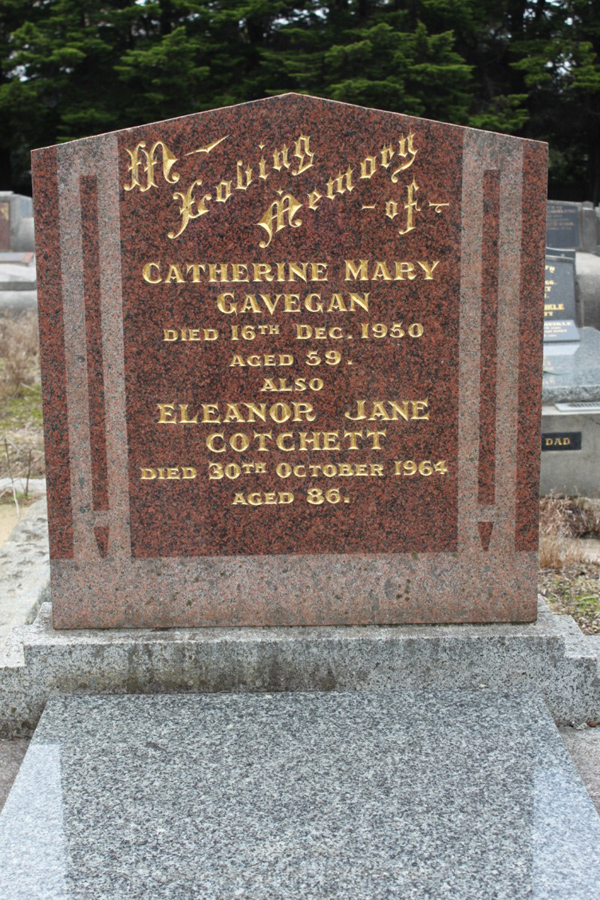 In Loving Memory -of-
CATHERINE MARY
GAVEGAN
DIED 16TH DEC. 1950
AGED 59.
ALSO
ELEANOR JANE
COTCHETT
DIED 30TH OCTOBER 1964
AGED 86.
DAD